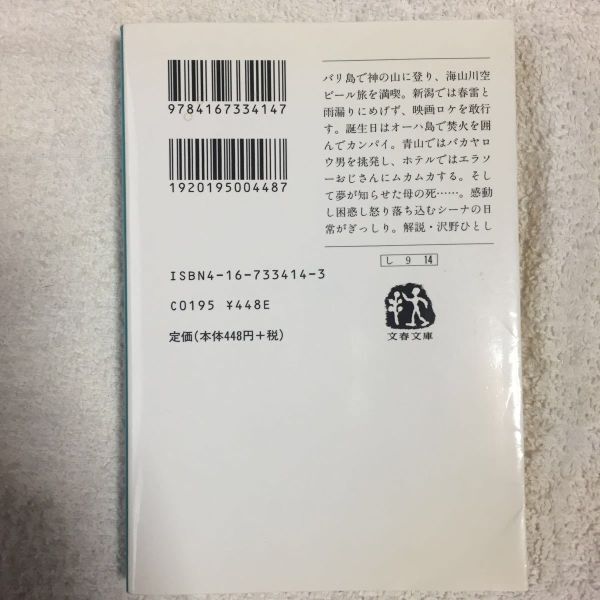 9784167334147
1920195004487
ISBN4-16-733414-3
C0195 ¥448E
定価(本体448円+税)
バリ島で神の山に登り、海山川空
ビール旅を満喫。新潟では春雷と
雨漏りにめげず、映画ロケを敢行
す。誕生日はオーハ島で焚火を囲
んでカンパイ。青山ではバカヤロ
ウ男を挑発し、ホテルではエラソ
ーおじさんにムカムカする。そし
て夢が知らせた母の死……。感動
し困惑し怒り落ち込むシーナの日
常がぎっしり。解説・沢野ひとし
し 9 14
文春文庫